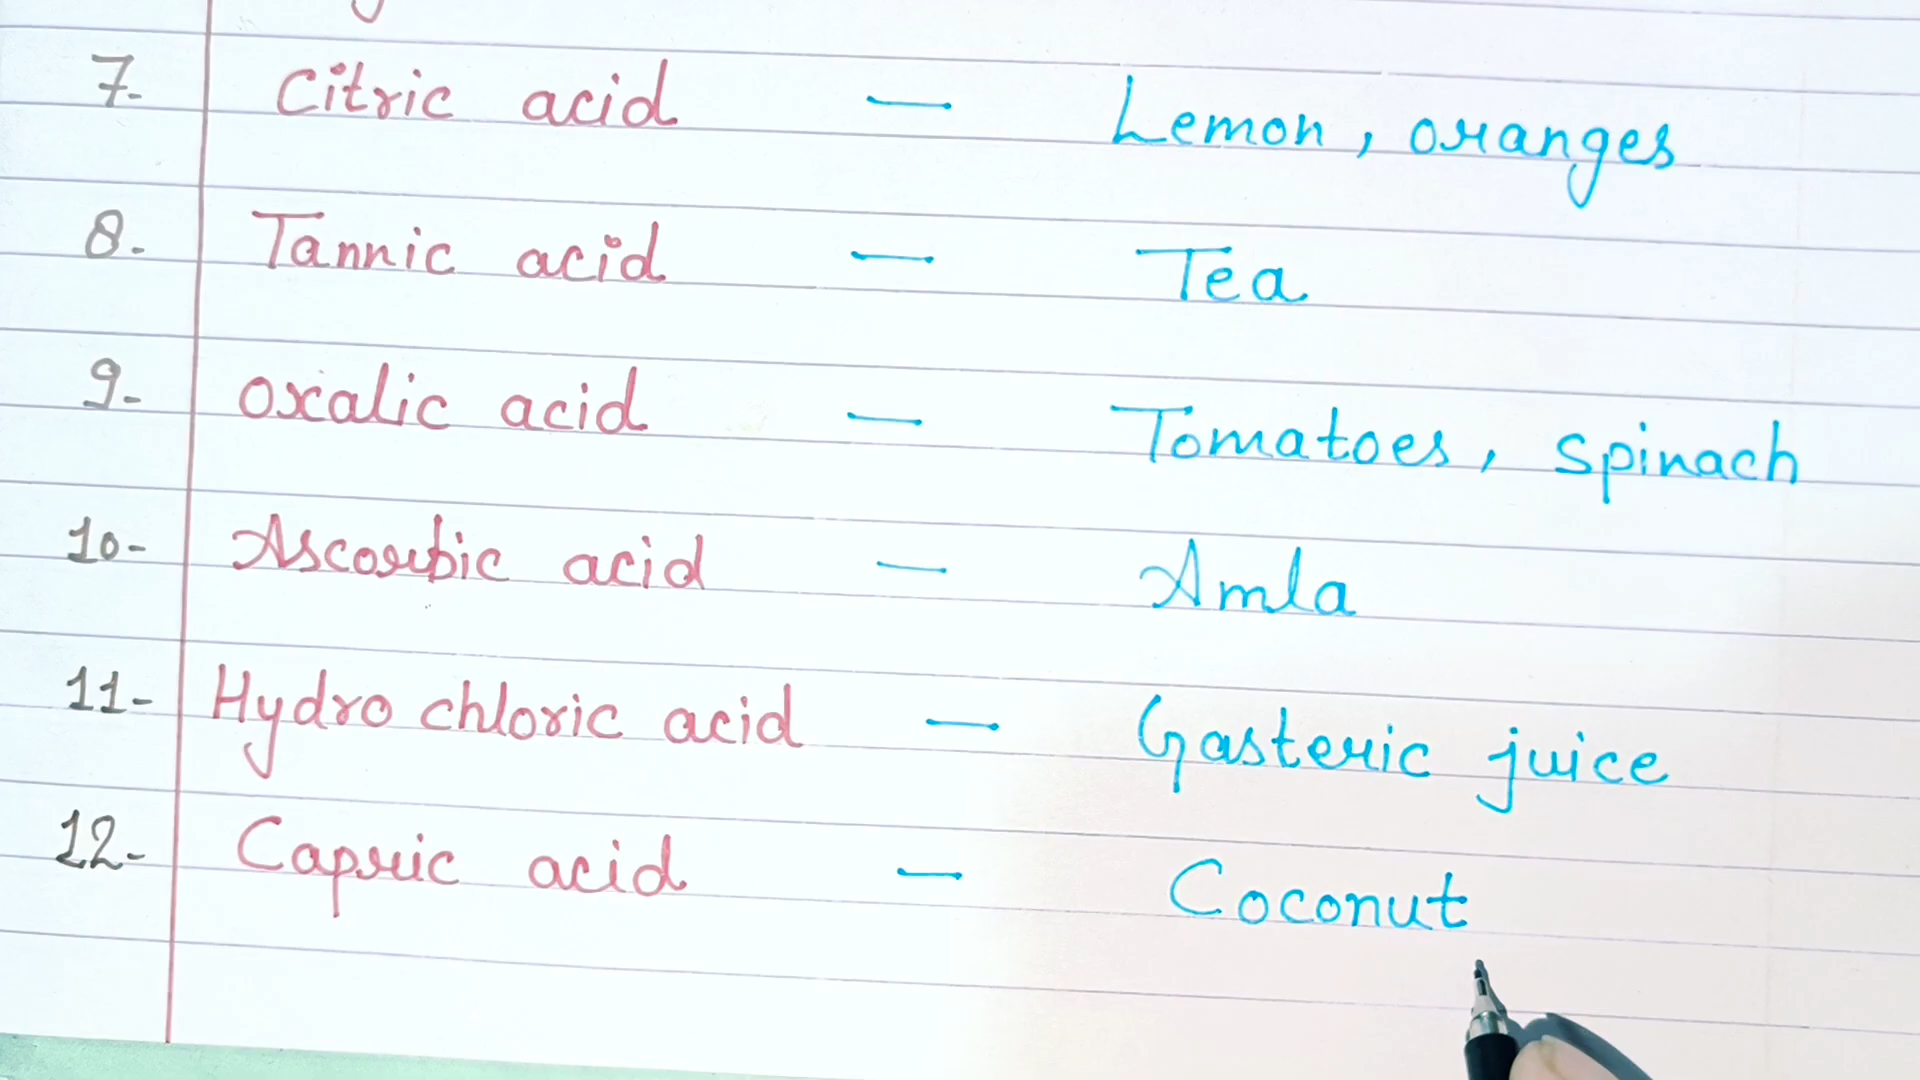 7- Citric acid — Lemon, oranges
8- Tannic acid — Tea
9- Oxalic acid — Tomatoes, spinach
10- Ascorbic acid — Amla
11- Hydro chloric acid — Gasteric juice
12- Capric acid — Coconut